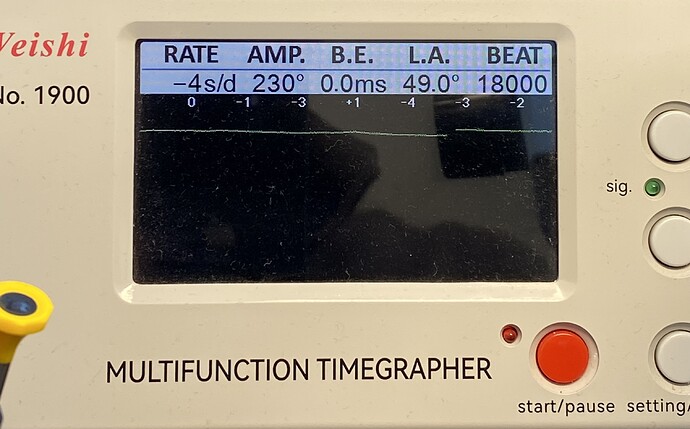 Weishi
No. 1900
RATE AMP. B.E. L.A. BEAT
-4s/d 230° 0.0ms 49.0° 18000
0 -1 -3 +1 -4 -3 -2
sig.
MULTIFUNCTION TIMEGRAPHER
start/pause setting/